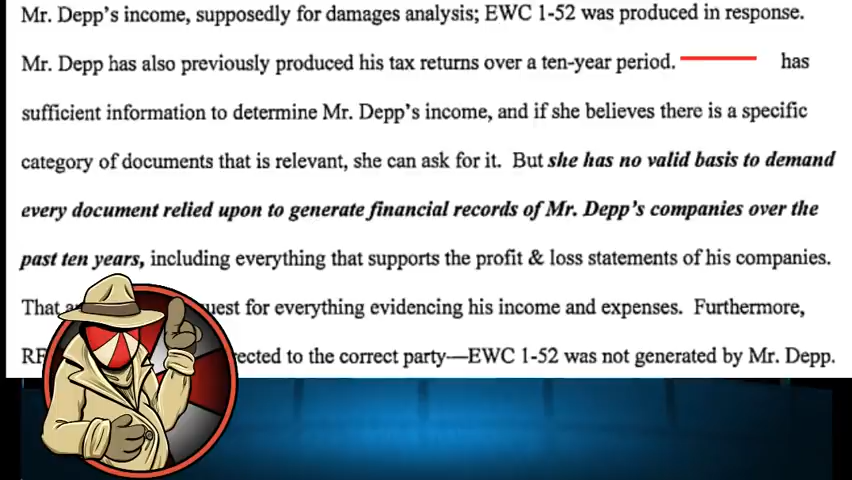 Mr. Depp's income, supposedly for damages analysis; EWC 1-52 was produced in response.
Mr. Depp has also previously produced his tax returns over a ten-year period. has
sufficient information to determine Mr. Depp's income, and if she believes there is a specific
category of documents that is relevant, she can ask for it. But she has no valid basis to demand
every document relied upon to generate financial records of Mr. Depp's companies over the
past ten years, including everything that supports the profit & loss statements of his companies.
That for everything evidencing his income and expenses. Furthermore,
to the correct party—EWC 1-52 was not generated by Mr. Depp.